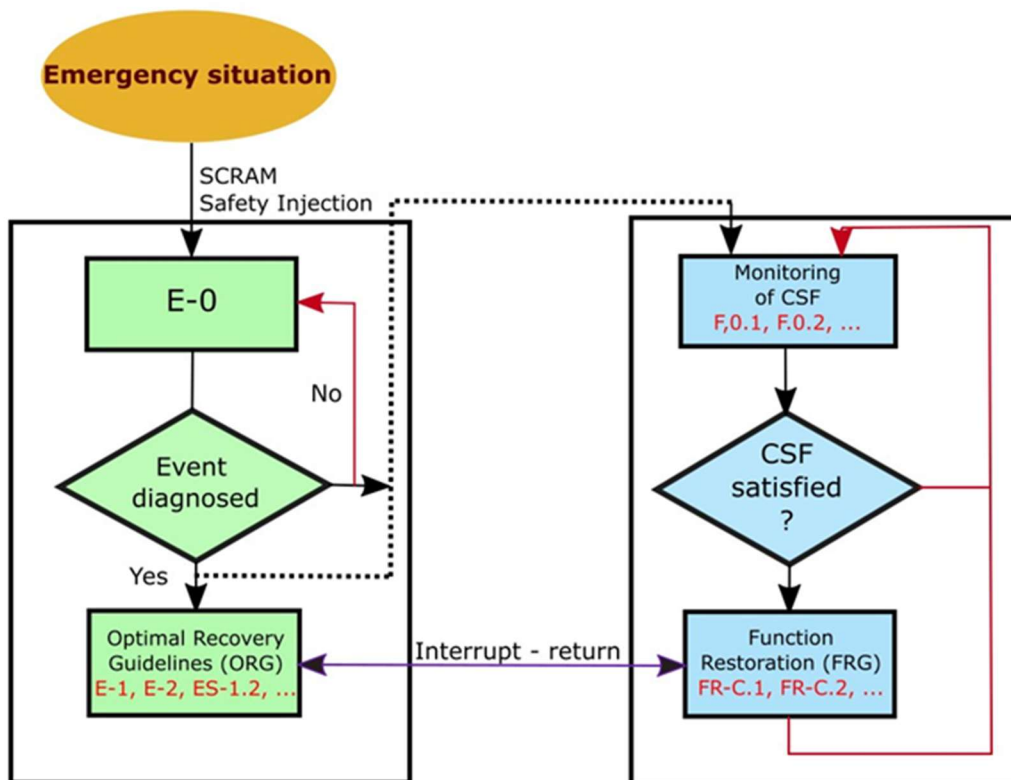 Emergency situation
SCRAM
Safety Injection
E-0
No
Event
diagnosed
Yes
Optimal Recovery
Guidelines (ORG)
E-1, E-2, ES-1.2, ...
Interrupt - return
Monitoring
of CSF
F,0.1, F.0.2, ...
CSF
satisfied
?
Function
Restoration (FRG)
FR-C.1, FR-C.2, ...